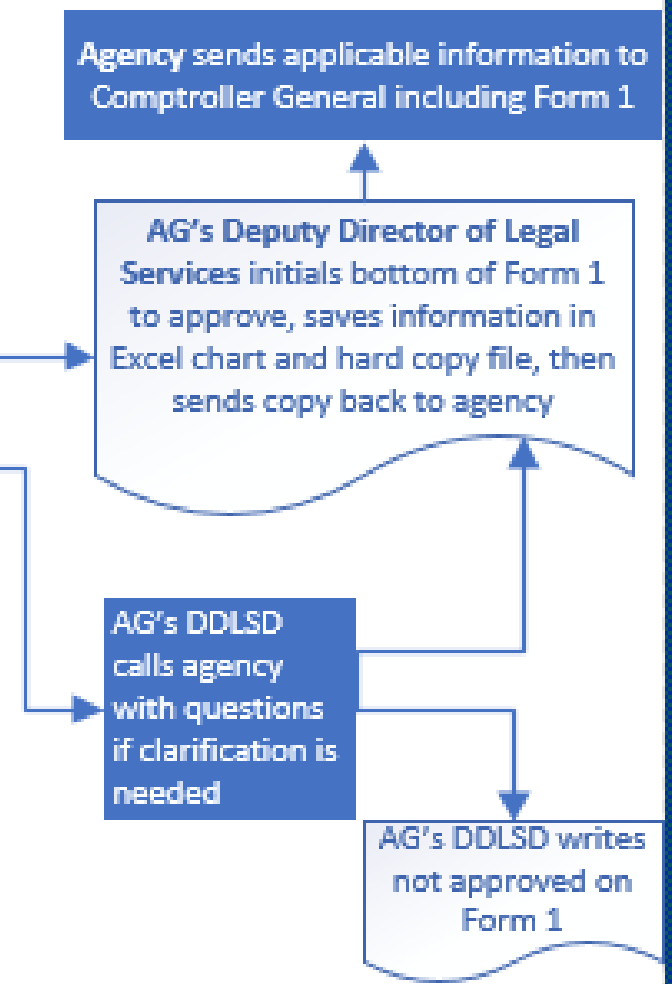 Agency sends applicable information to
Comptroller General including Form 1
AG's Deputy Director of Legal
Services initials bottom of Form 1
to approve, saves information in
Excel chart and hard copy file, then
sends copy back to agency
AG's DDLSD
calls agency
with questions
if clarification is
needed
AG's DDLSD writes
not approved on
Form 1